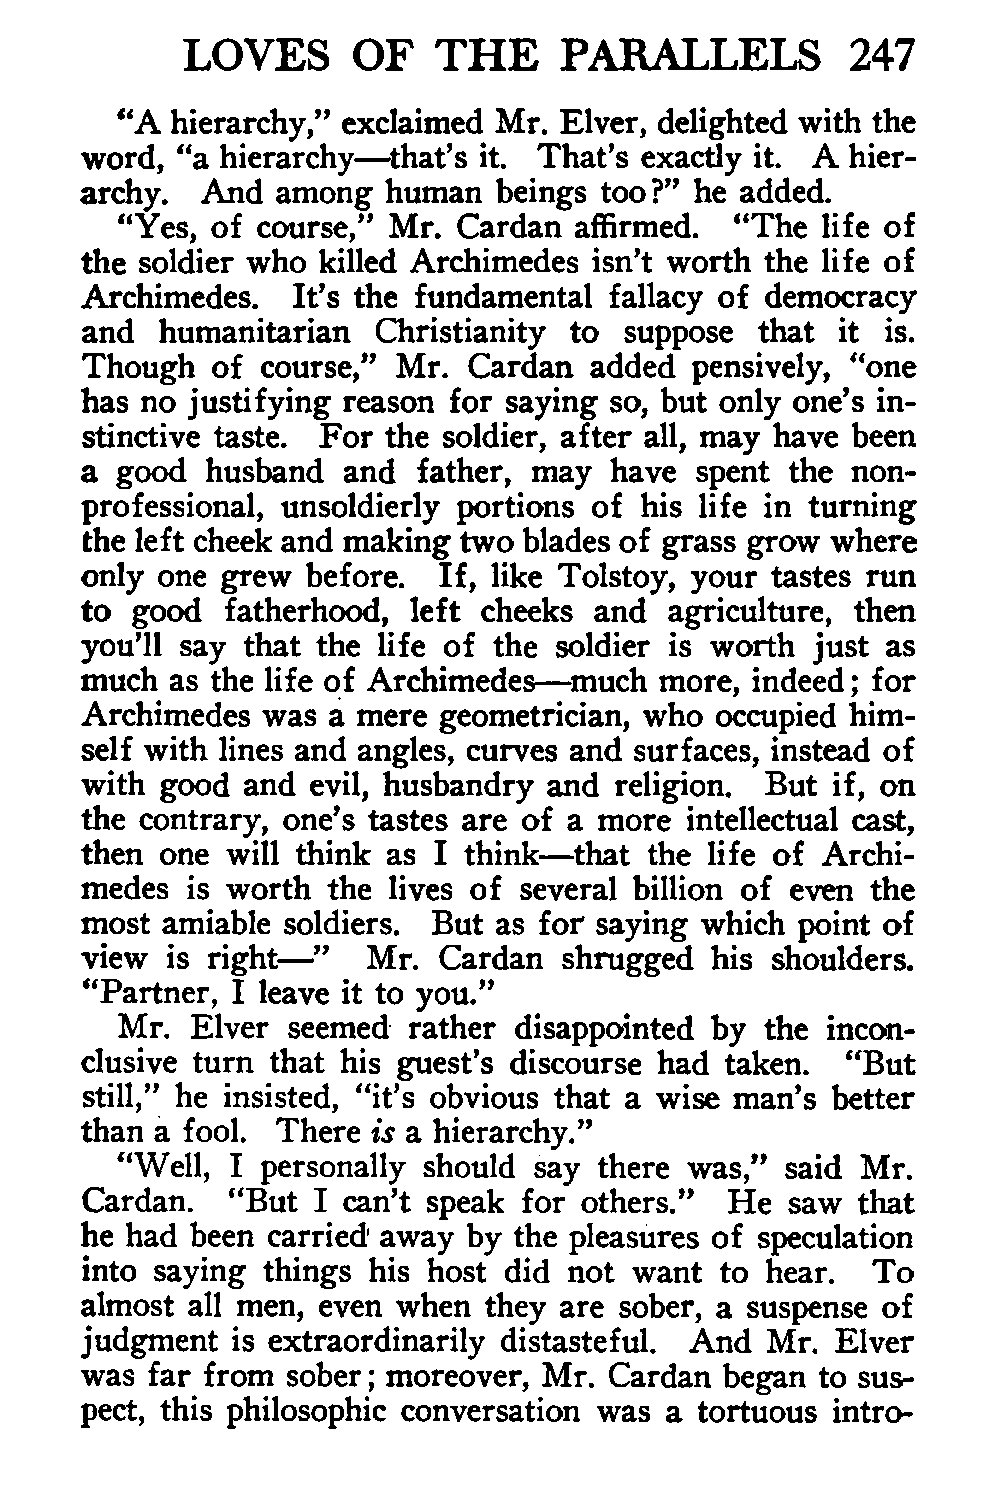 LOVES OF THE PARALLELS 247
“A hierarchy,” exclaimed Mr. Elver, delighted with the
word, “a hierarchy—that’s it. That’s exactly it. A hier-
archy. And among human beings too?” he added.
“Yes, of course,” Mr. Cardan affirmed. “The life of
the soldier who killed Archimedes isn’t worth the life of
Archimedes. It’s the fundamental fallacy of democracy
and humanitarian Christianity to suppose that it is.
Though of course,” Mr. Cardan added pensively, “one
has no justifying reason for saying so, but only one’s in-
stinctive taste. For the soldier, after all, may have been
a good husband and father, may have spent the non-
professional, unsoldierly portions of his life in turning
the left cheek and making two blades of grass grow where
only one grew before. If, like Tolstoy, your tastes run
to good fatherhood, left cheeks and agriculture, then
you’ll say that the life of the soldier is worth just as
much as the life of Archimedes—much more, indeed; for
Archimedes was a mere geometrician, who occupied him-
self with lines and angles, curves and surfaces, instead of
with good and evil, husbandry and religion. But if, on
the contrary, one’s tastes are of a more intellectual cast,
then one will think as I think—that the life of Archi-
medes is worth the lives of several billion of even the
most amiable soldiers. But as for saying which point of
view is right—” Mr. Cardan shrugged his shoulders.
“Partner, I leave it to you.”
Mr. Elver seemed rather disappointed by the incon-
clusive turn that his guest’s discourse had taken. “But
still,” he insisted, “it’s obvious that a wise man’s better
than a fool. There is a hierarchy.”
“Well, I personally should say there was,” said Mr.
Cardan. “But I can’t speak for others.” He saw that
he had been carried away by the pleasures of speculation
into saying things his host did not want to hear. To
almost all men, even when they are sober, a suspense of
judgment is extraordinarily distasteful. And Mr. Elver
was far from sober; moreover, Mr. Cardan began to sus-
pect, this philosophic conversation was a tortuous intro-